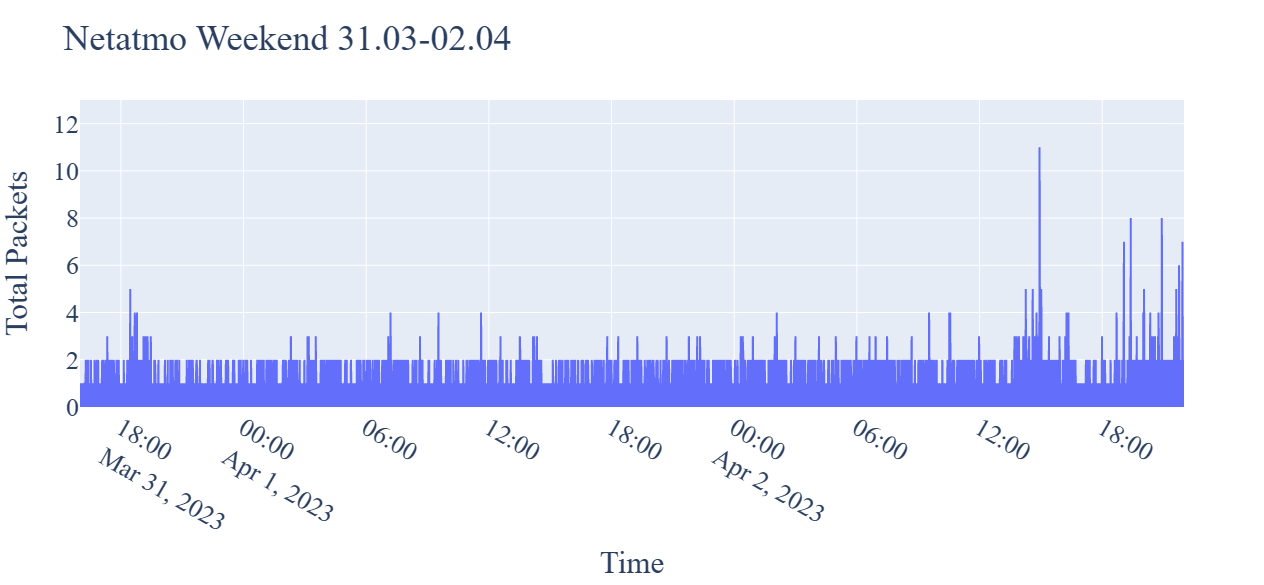 Netatmo Weekend 31.03-02.04
Total Packets
12
10
8
6
4
2
0
18:00
Mar 31, 2023
00:00
Apr 1, 2023
06:00
12:00
18:00
00:00
Apr 2, 2023
06:00
12:00
18:00
Time